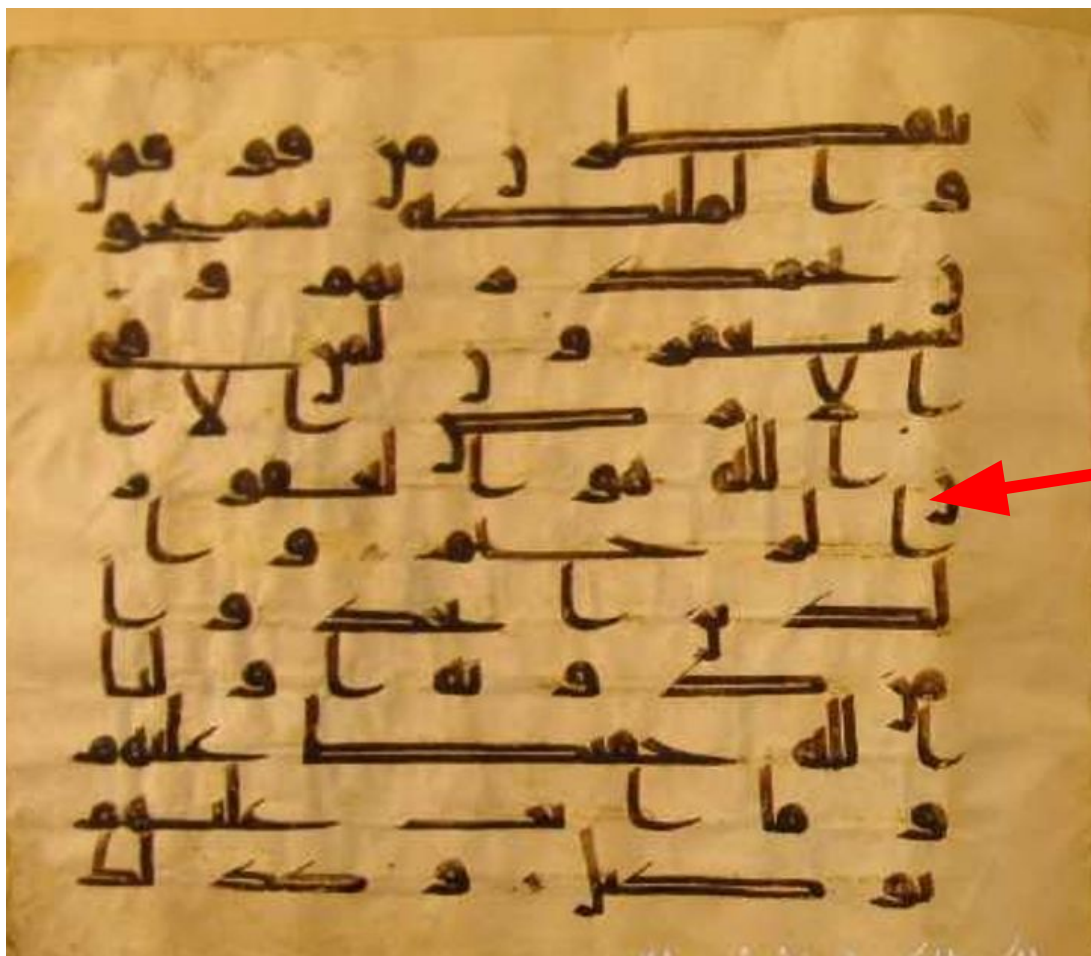 يتفطرن من فوقهن
والملئكة يسبحو
ن بحمد ربهم و
يستغفرون لمن في
الارض الا ا
ن الله هو الغفور
الرحيم وا
لذين اتخذوا
من دونه اوليا
الله حفيظ عليهم
وما انت عليهم
بوكيل وكذلك